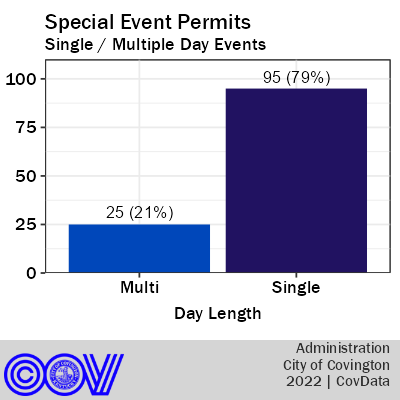 Special Event Permits
Single / Multiple Day Events
100
75
50
25
0
25 (21%)
95 (79%)
Multi
Single
Day Length
COV
Administration
City of Covington
2022 | CovData